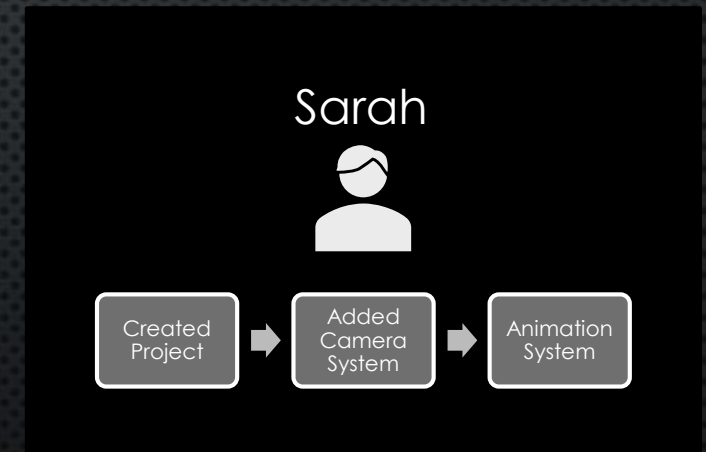 Sarah
Created
Project
Added
Camera
System
Animation
System